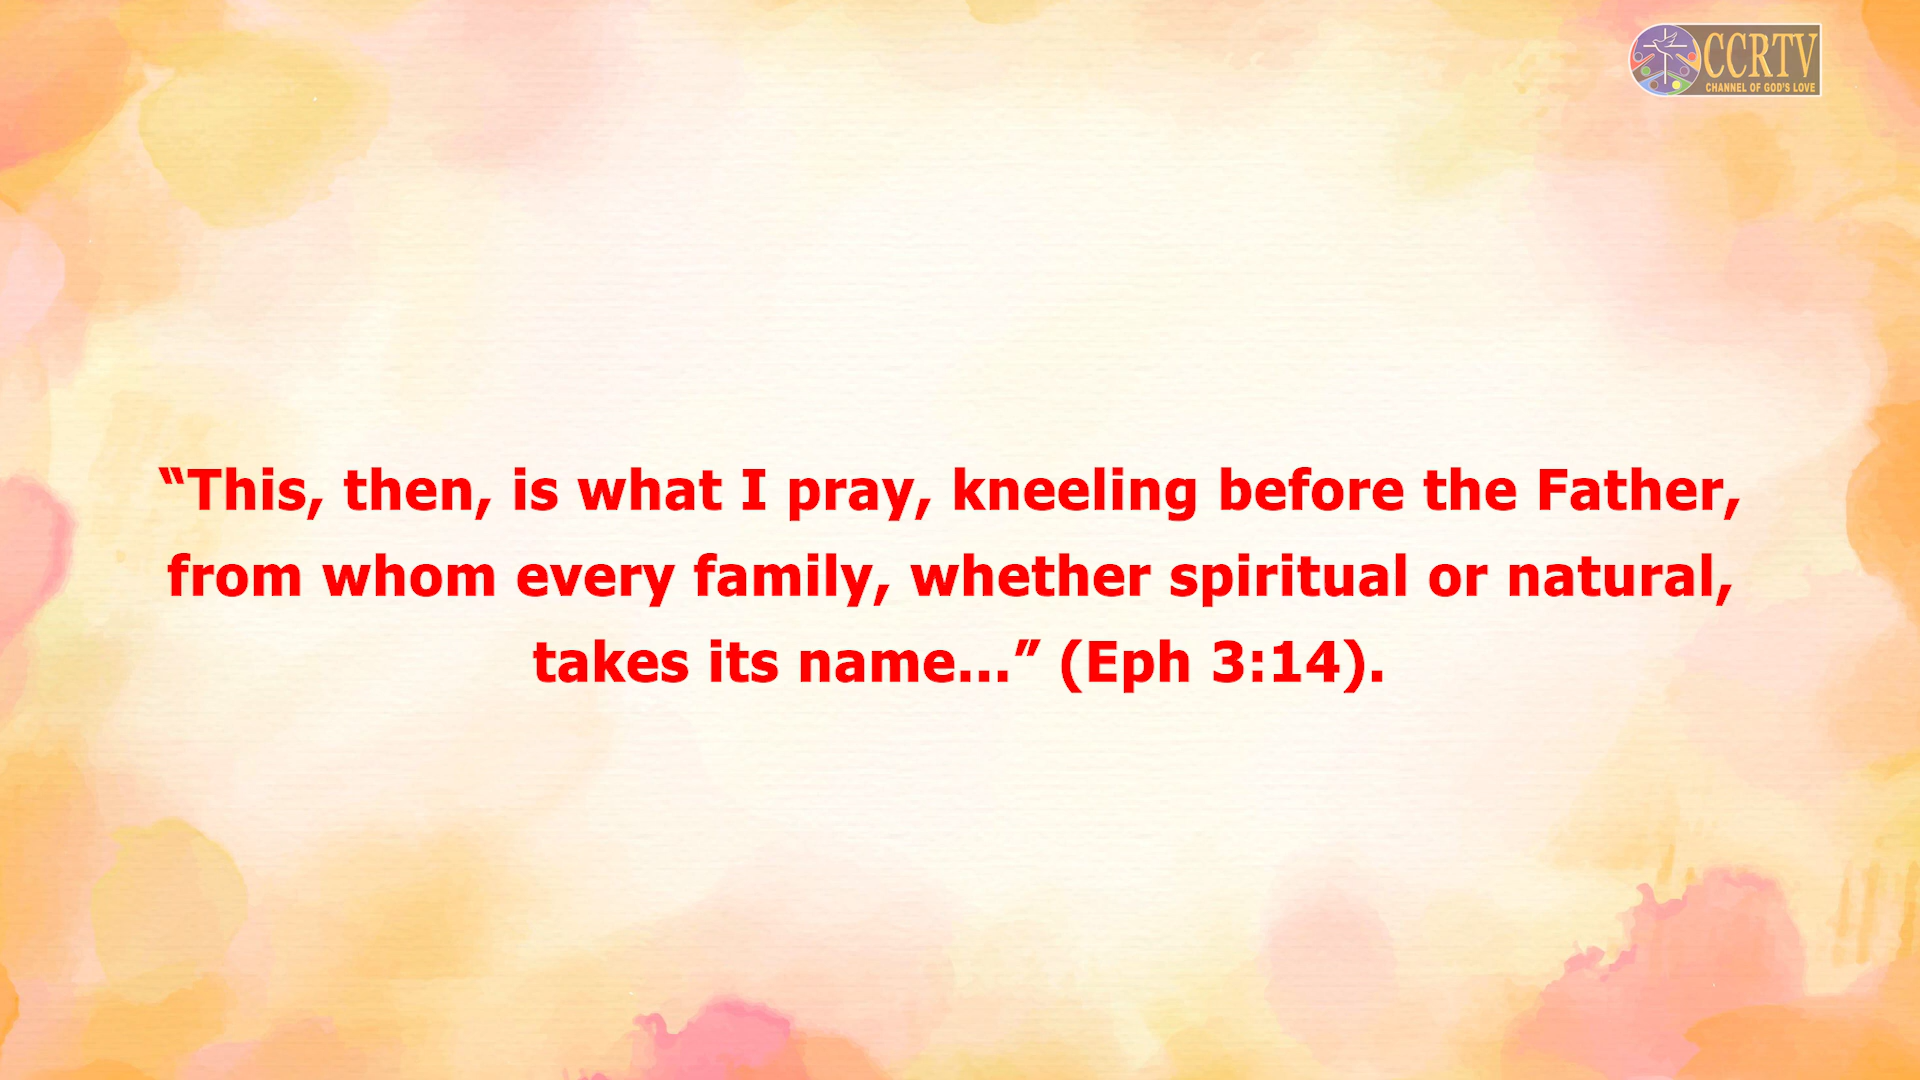 CCRTV
CHANNEL OF GOD'S LOVE
“This, then, is what I pray, kneeling before the Father,
from whom every family, whether spiritual or natural,
takes its name...” (Eph 3:14).